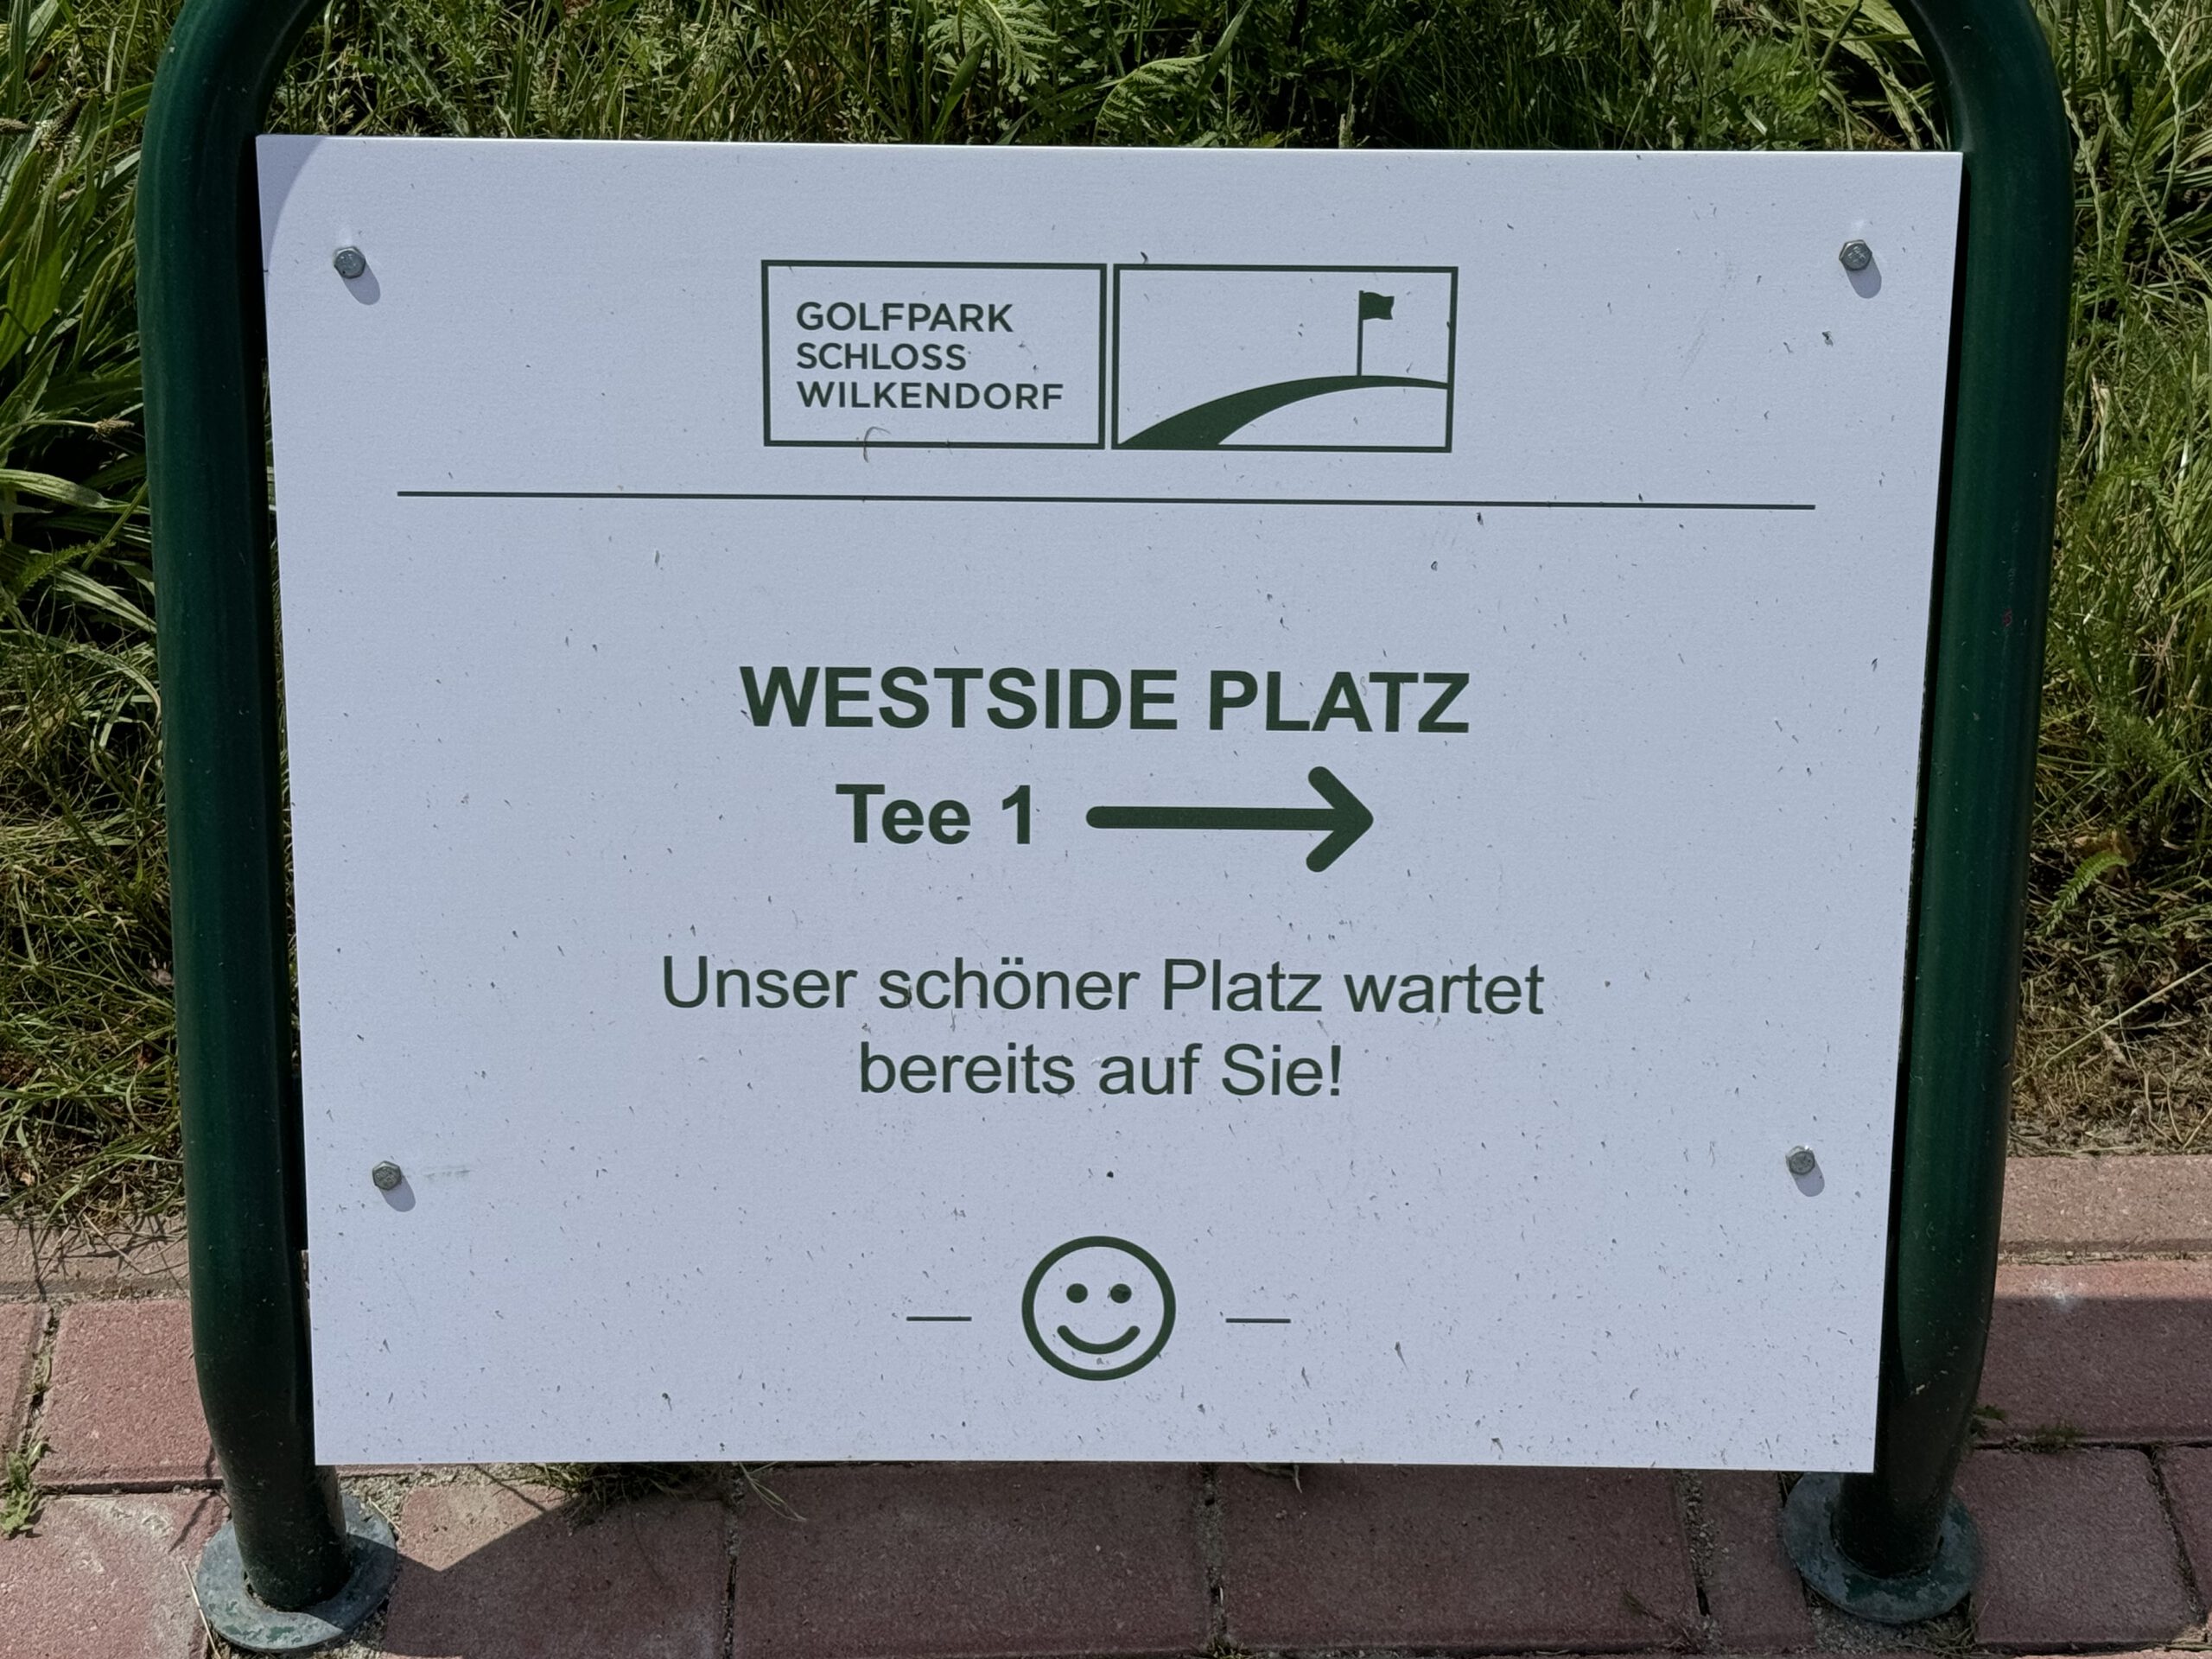 GOLFPARK
SCHLOSS
WILKENDORF
WESTSIDE PLATZ
Tee 1
Unser schöner Platz wartet
bereits auf Sie!